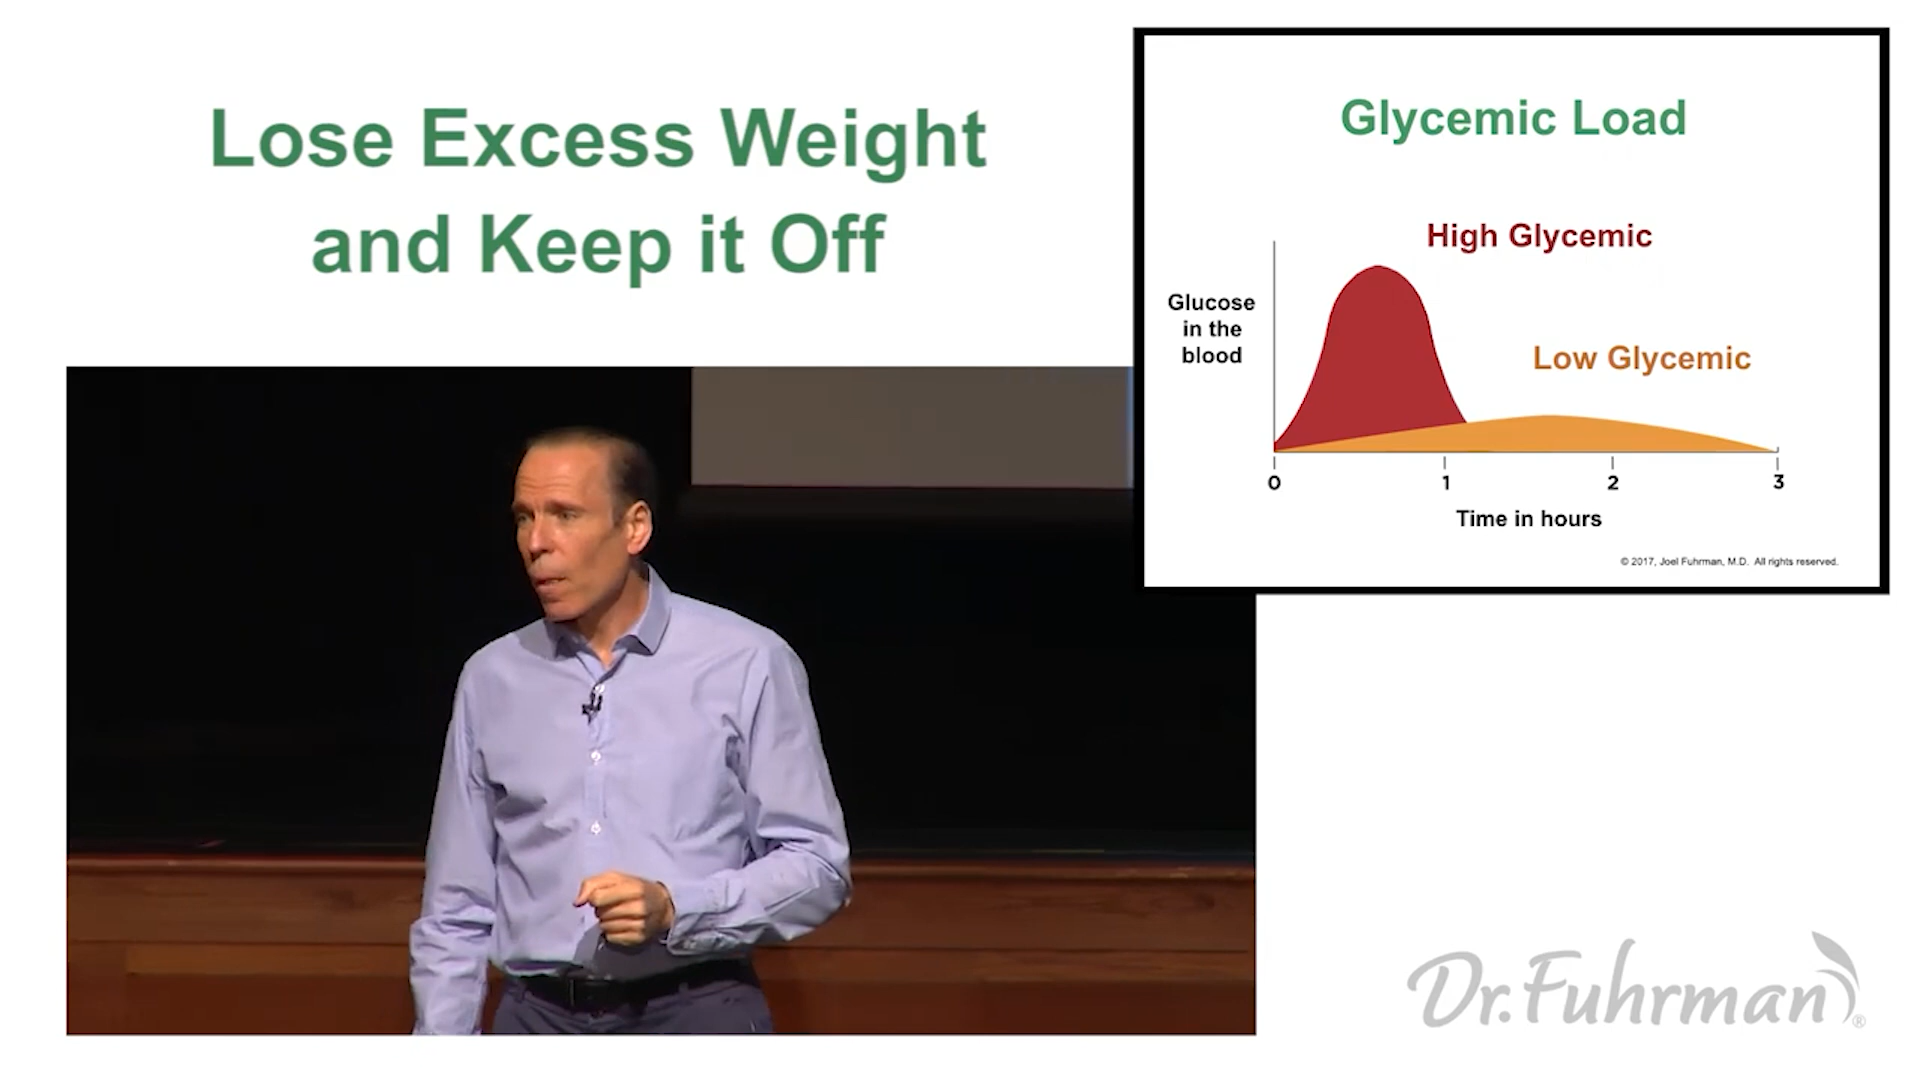 Lose Excess Weight
and Keep it Off
Glycemic Load
High Glycemic
Glucose
in the
blood
Low Glycemic
0 1 2 3
Time in hours
© 2017, Joel Fuhrman, M.D. All rights reserved.
Dr. Fuhrman®